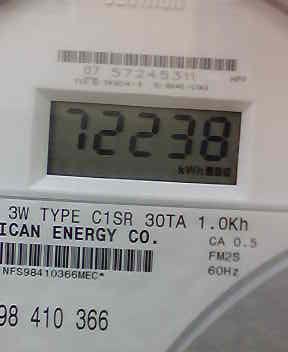 07 57245311
72238
kWh
3W TYPE C1SR 30TA 1.0Kh
ICAN ENERGY CO.
CA 0.5
FM2S
NFS98410366MEC*
60Hz
98 410 366